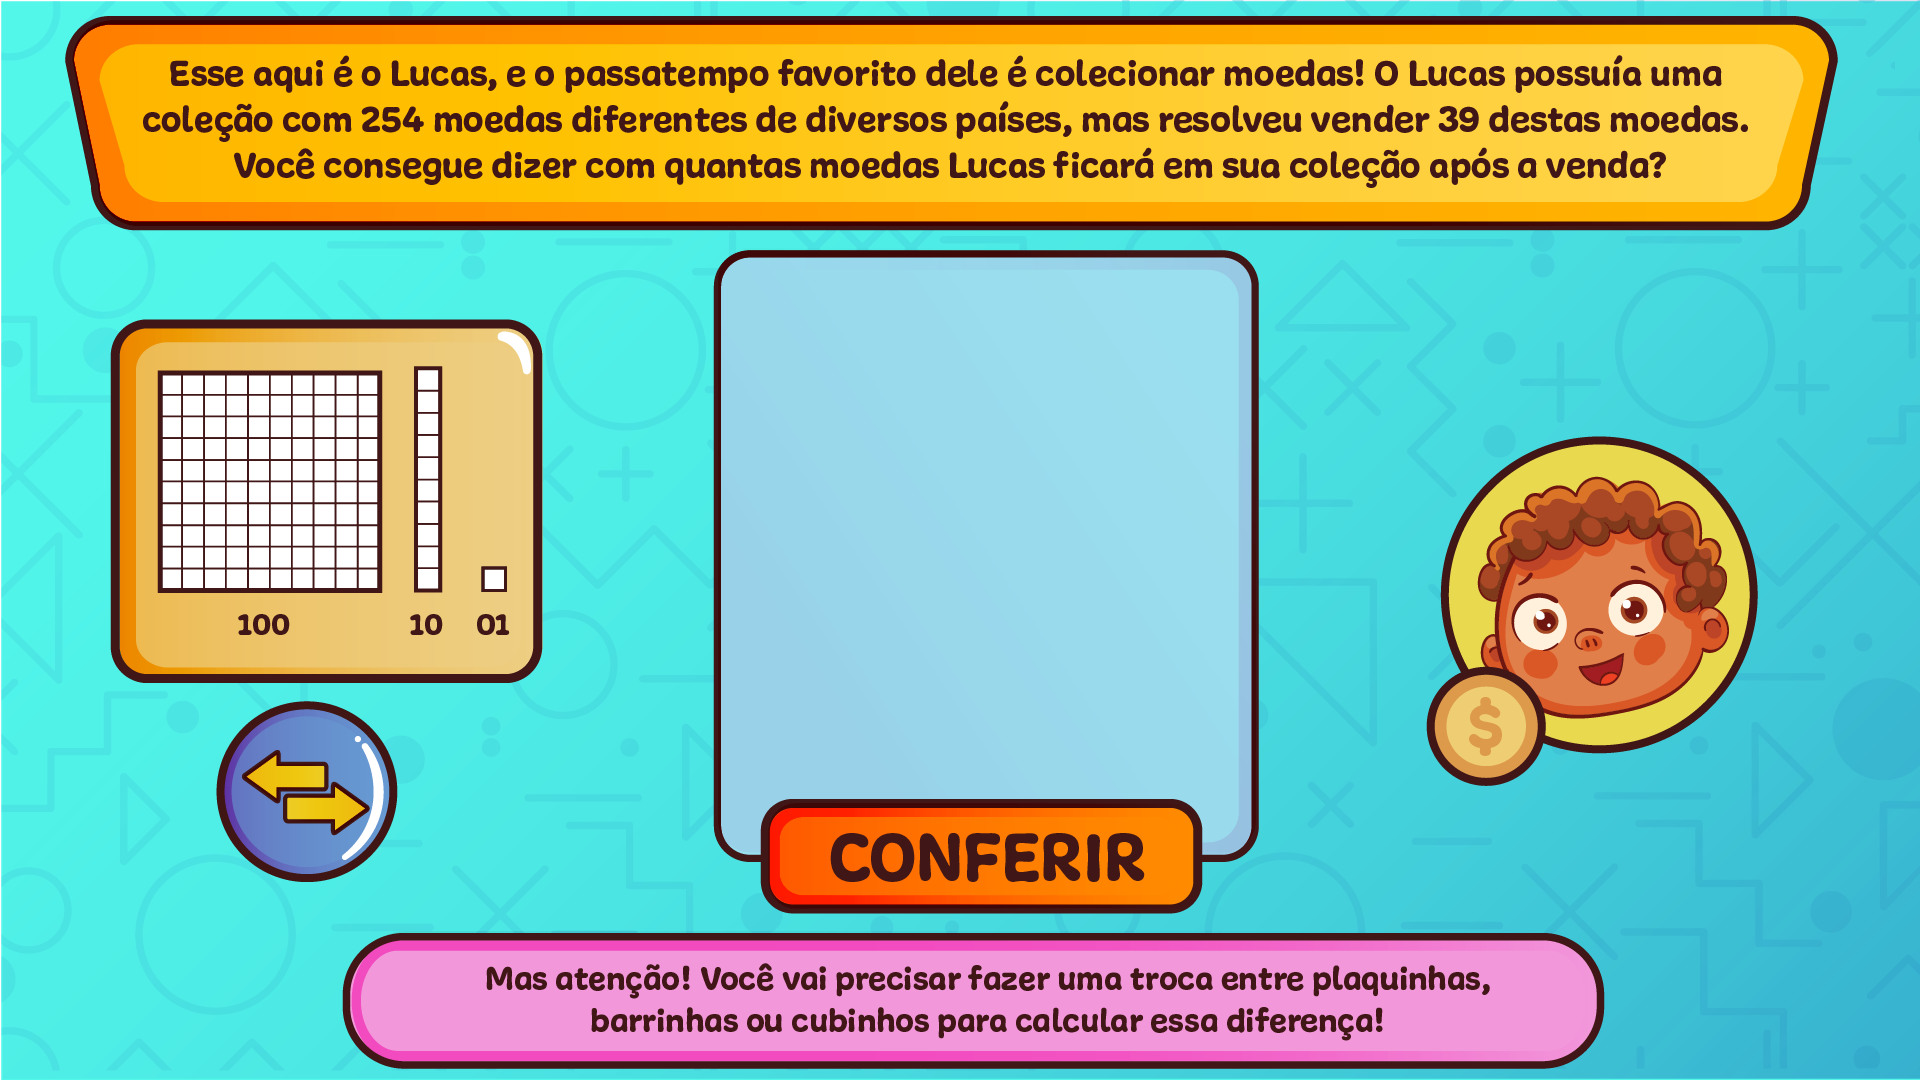 Esse aqui é o Lucas, e o passatempo favorito dele é colecionar moedas! O Lucas possuía uma
coleção com 254 moedas diferentes de diversos países, mas resolveu vender 39 destas moedas.
Você consegue dizer com quantas moedas Lucas ficará em sua coleção após a venda?
100 10 01
$
CONFERIR
Mas atenção! Você vai precisar fazer uma troca entre plaquinhas,
barrinhas ou cubinhos para calcular essa diferença!